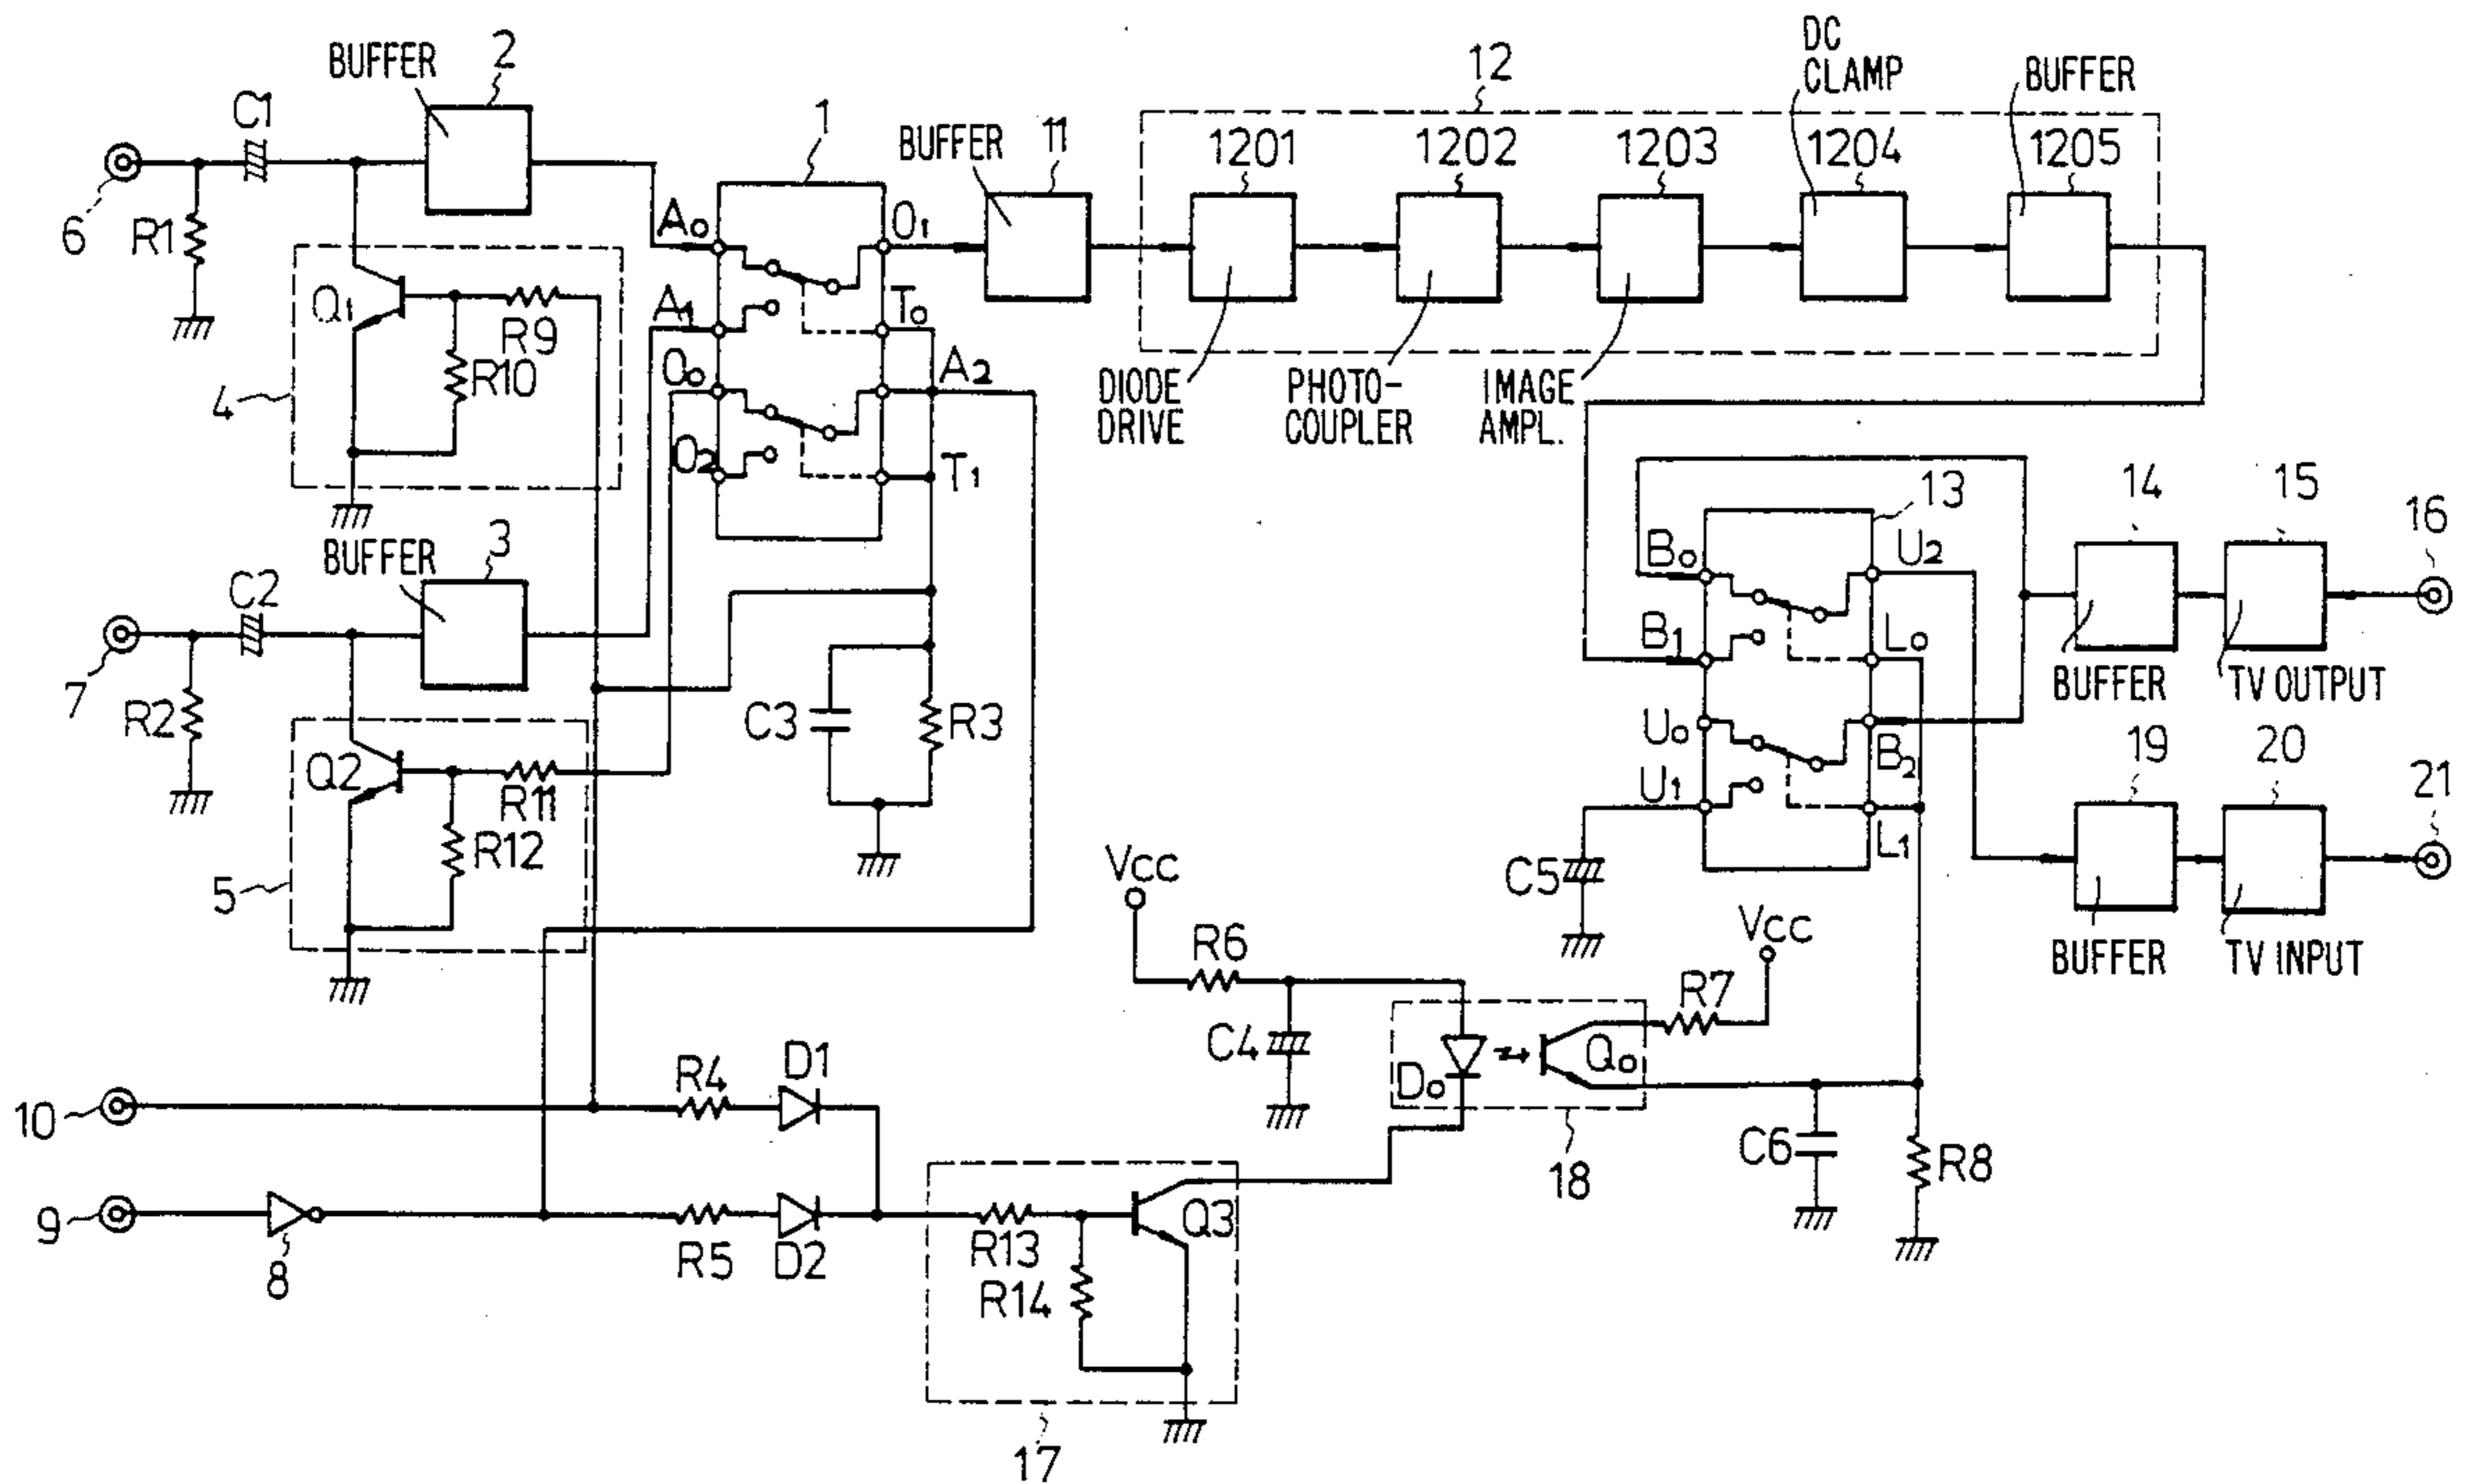 BUFFER
2
C1
6
R1
4
Q1
R9
R10
1
A0
A1
O0
O2
O1
T0
A2
T1
BUFFER
11
12
1201
1202
1203
DC
CLAMP
1204
BUFFER
1205
DIODE
DRIVE
PHOTO-
COUPLER
IMAGE
AMPL.
BUFFER
3
C2
7
R2
5
Q2
R11
R12
C3
R3
13
B0
B1
U0
U1
U2
L0
B2
L1
14
15
16
BUFFER
TV OUTPUT
19
20
21
BUFFER
TV INPUT
C5
Vcc
R6
C4
Vcc
R7
D0
Q0
18
C6
R8
10
R4
D1
9
8
R5
D2
R13
R14
Q3
17